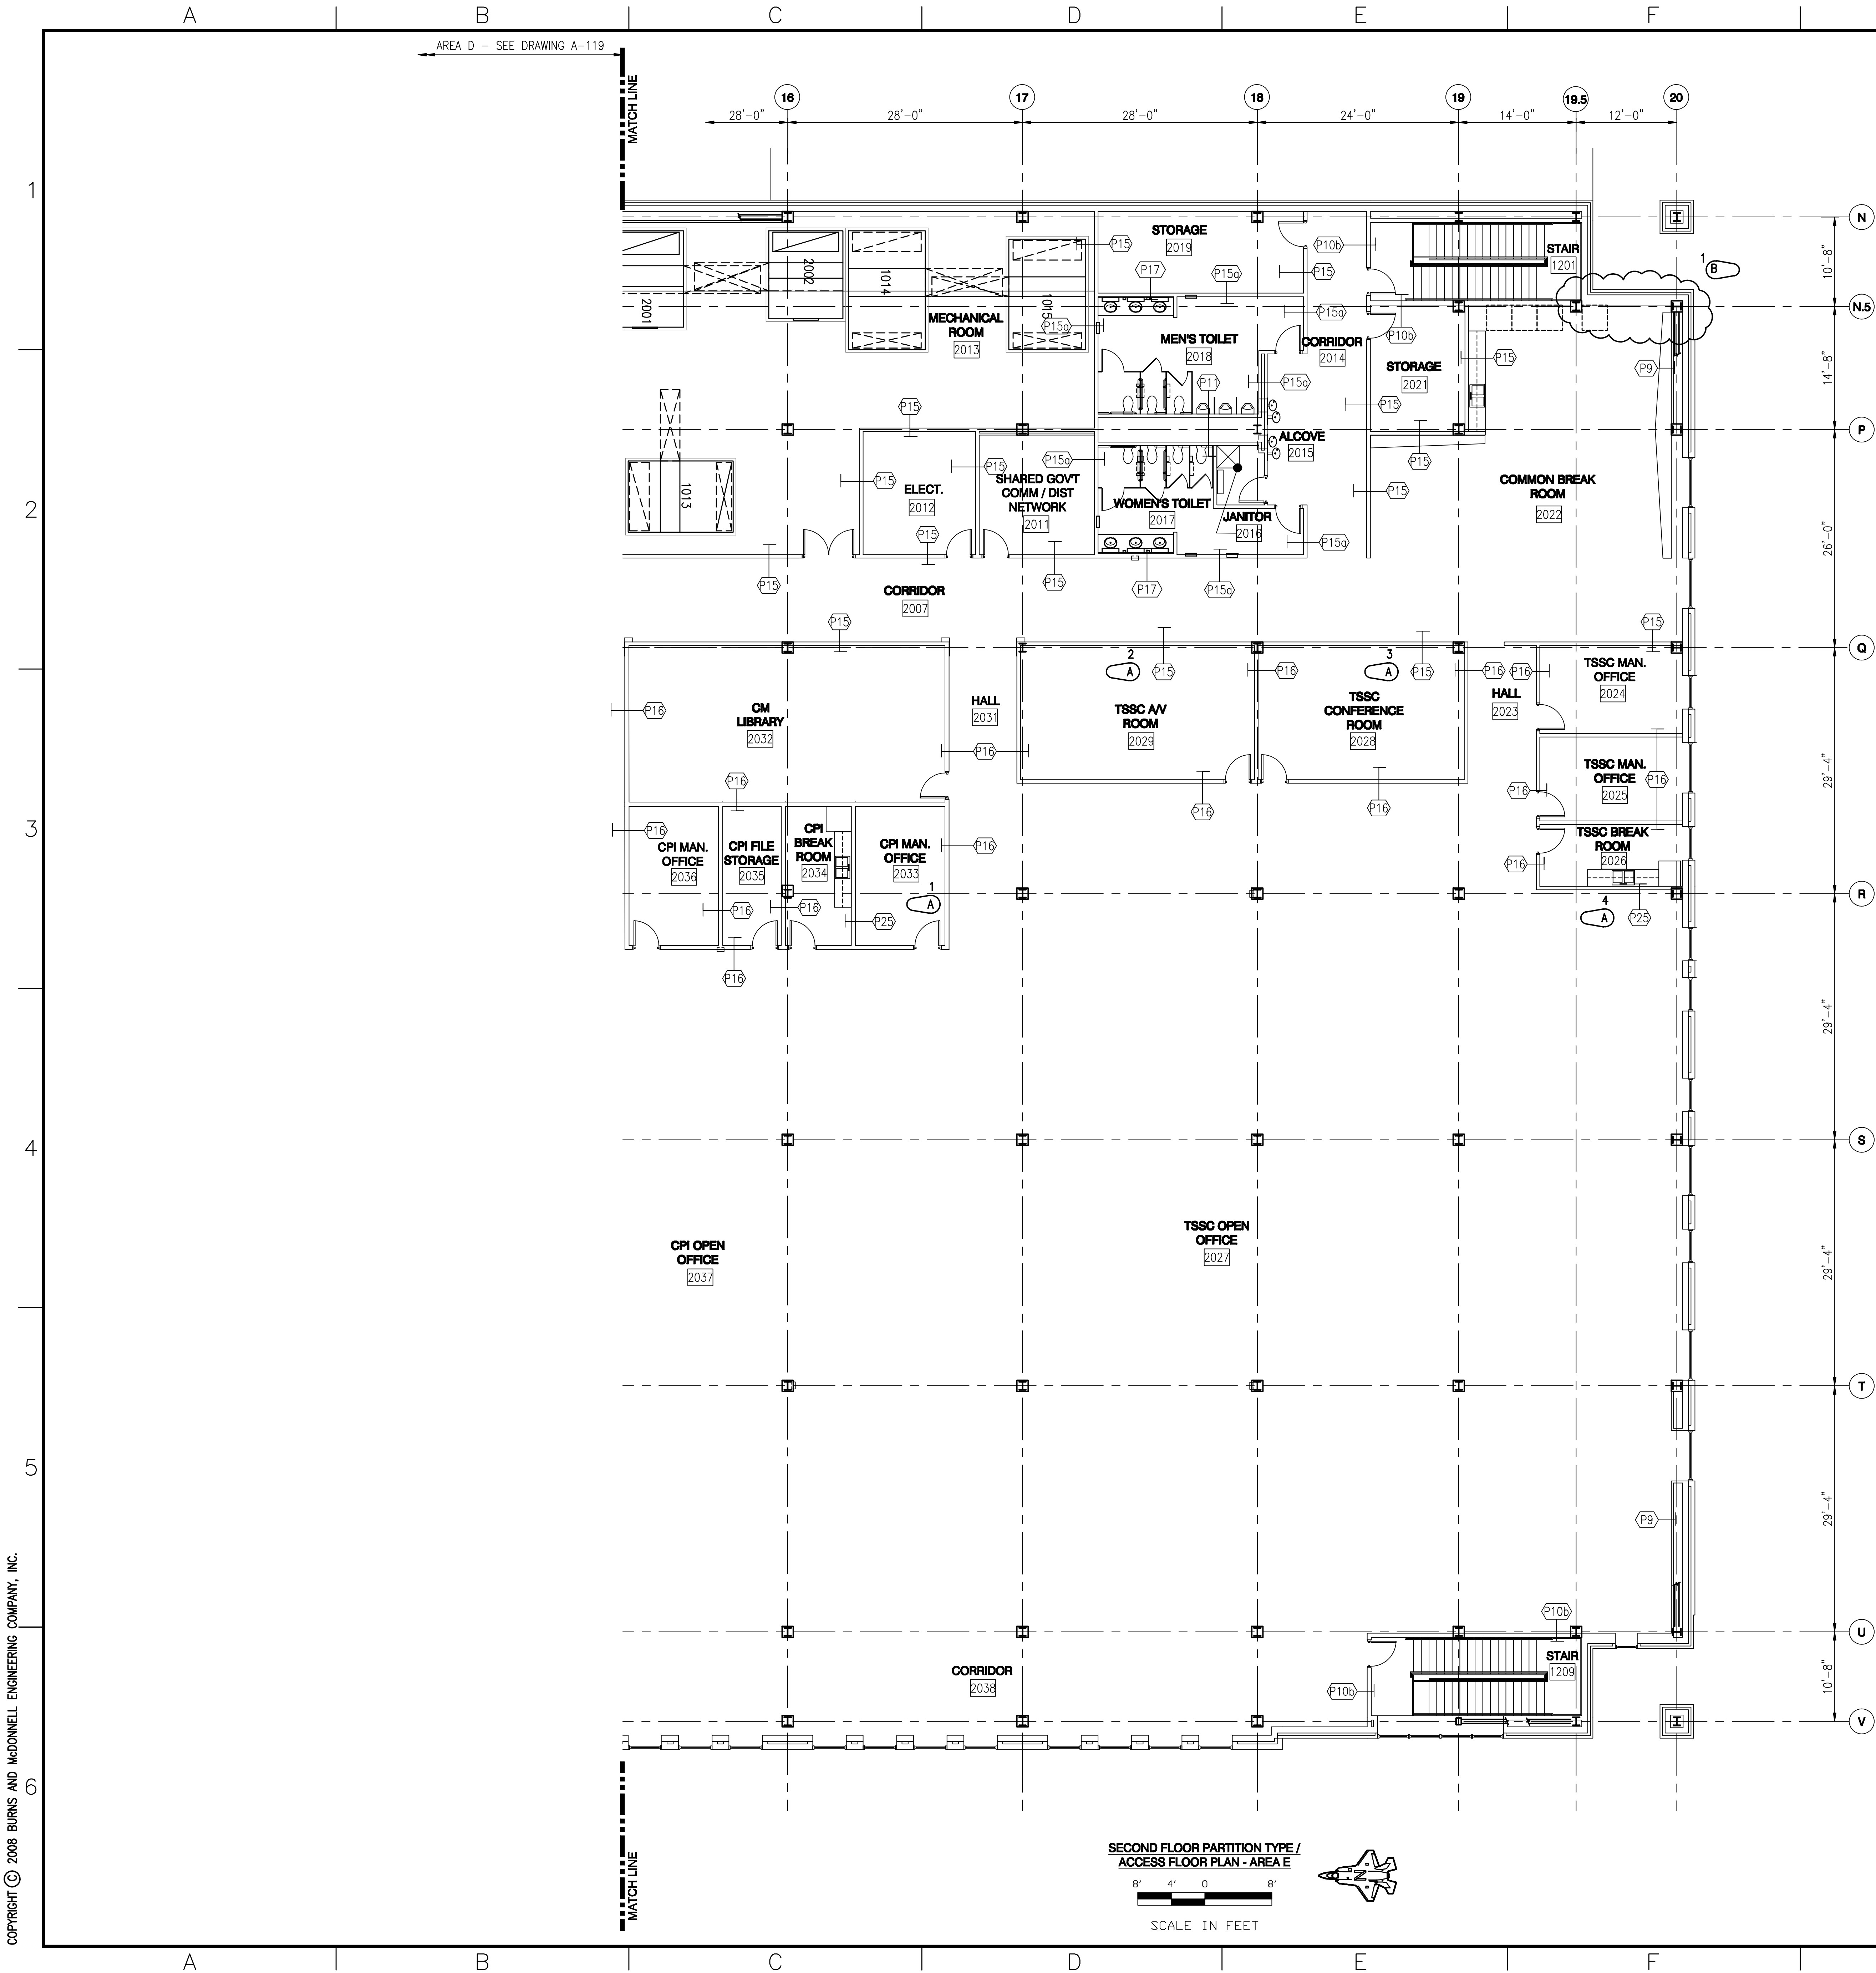 A
B
C
D
E
F
AREA D – SEE DRAWING A-119
MATCH LINE
16
17
18
19
19.5
20
28'-0"
28'-0"
28'-0"
24'-0"
14'-0"
12'-0"
1
N
STORAGE
2019
P15
P17
P15a
P15
P10b
STAIR
1201
1
B
10'-8"
2001
2002
1014
1015
MECHANICAL
ROOM
2013
N.5
P15a
P15a
P10b
MEN'S TOILET
2018
CORRIDOR
2014
P11
P15a
STORAGE
2021
P15
P15
P9
14'-8"
P15
P
ALCOVE
2015
P15
P15
P15
P15a
P15
1013
ELECT.
2012
SHARED GOV'T
COMM / DIST
NETWORK
2011
WOMEN'S TOILET
2017
JANITOR
2016
COMMON BREAK
ROOM
2022
2
P15
P15a
26'-0"
P15
P15
P17
P15a
CORRIDOR
2007
P15
P15
Q
2
A
P15
P16
3
A
P15
P16
P16
TSSC MAN.
OFFICE
2024
CM
LIBRARY
2032
P16
HALL
2031
TSSC A/V
ROOM
2029
TSSC
CONFERENCE
ROOM
2028
HALL
2023
P16
TSSC MAN.
OFFICE
2025
P16
P16
29'-4"
P16
P16
P16
3
P16
CPI MAN.
OFFICE
2036
CPI FILE
STORAGE
2035
CPI
BREAK
ROOM
2034
CPI MAN.
OFFICE
2033
P16
TSSC BREAK
ROOM
2026
P16
R
1
A
P16
P16
P25
4
A
P25
P16
29'-4"
4
S
CPI OPEN
OFFICE
2037
TSSC OPEN
OFFICE
2027
29'-4"
T
5
P9
29'-4"
P10b
U
CORRIDOR
2038
STAIR
1209
P10b
10'-8"
V
6
MATCH LINE
SECOND FLOOR PARTITION TYPE /
ACCESS FLOOR PLAN - AREA E
N
8' 4' 0 8'
SCALE IN FEET
COPYRIGHT © 2008 BURNS AND McDONNELL ENGINEERING COMPANY, INC.
A
B
C
D
E
F